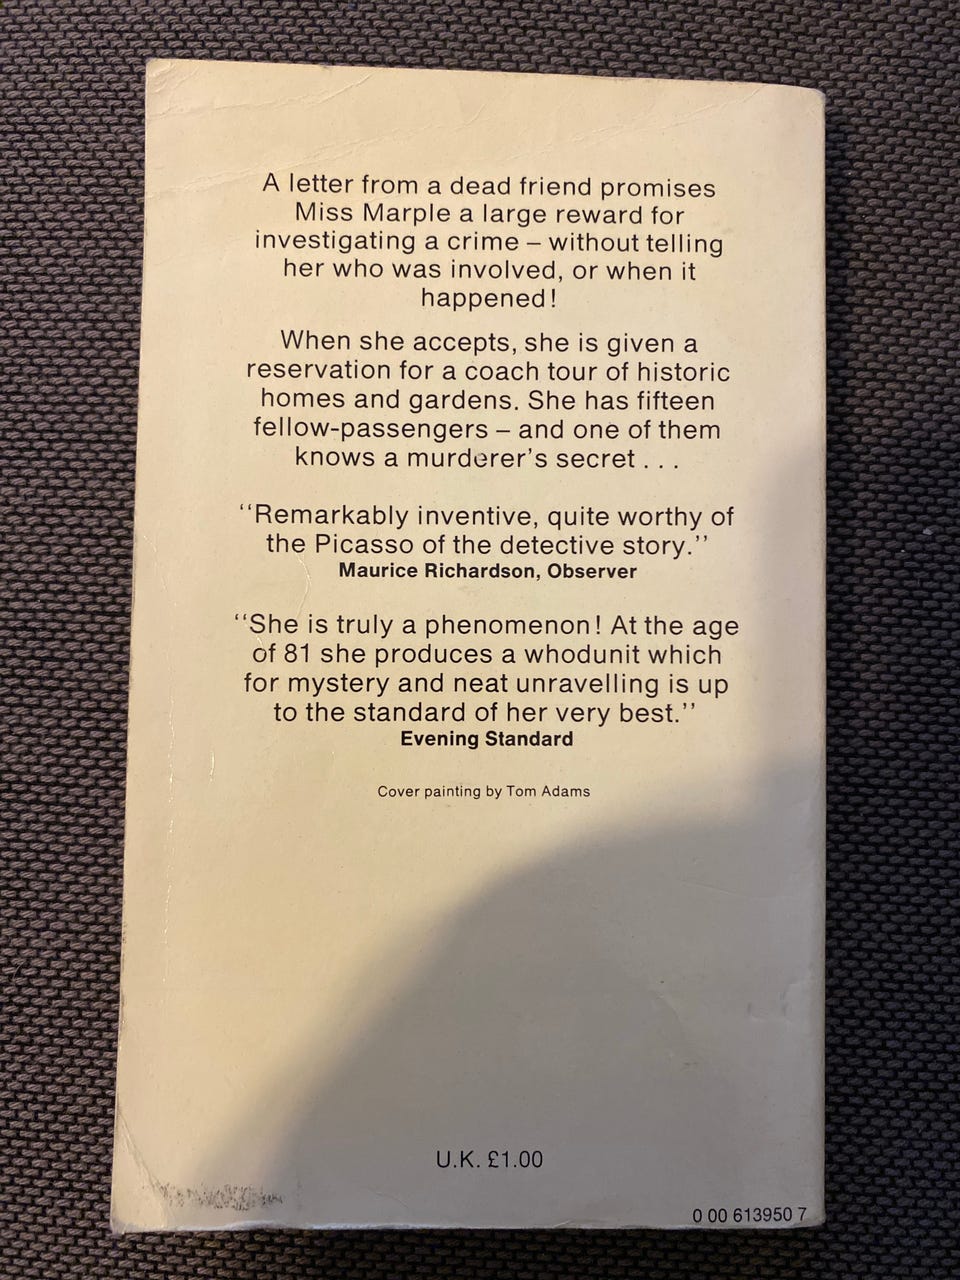 A letter from a dead friend promises
Miss Marple a large reward for
investigating a crime – without telling
her who was involved, or when it
happened!
When she accepts, she is given a
reservation for a coach tour of historic
homes and gardens. She has fifteen
fellow-passengers – and one of them
knows a murderer's secret . . .
‘‘Remarkably inventive, quite worthy of
the Picasso of the detective story.’’
Maurice Richardson, Observer
‘‘She is truly a phenomenon! At the age
of 81 she produces a whodunit which
for mystery and neat unravelling is up
to the standard of her very best.’’
Evening Standard
Cover painting by Tom Adams
U.K. £1.00
0 00 613950 7